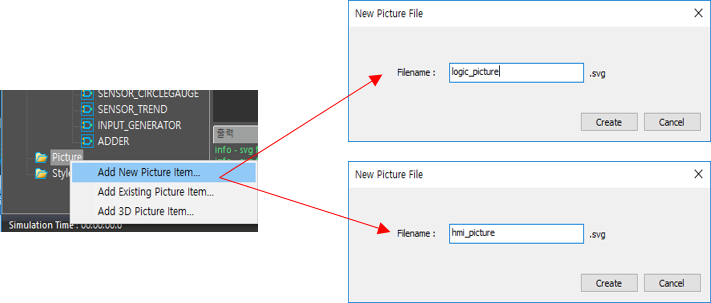 SENSOR_CIRCLEGAUGE
SENSOR_TREND
INPUT_GENERATOR
ADDER
출력
info - svg f
Picture
Style
Add New Picture Item...
Add Existing Picture Item...
Add 3D Picture Item...
Simulation Time : 00:00:00.0
New Picture File
Filename :
logic_picture
.svg
Create
Cancel
New Picture File
Filename :
hmi_picture
.svg
Create
Cancel